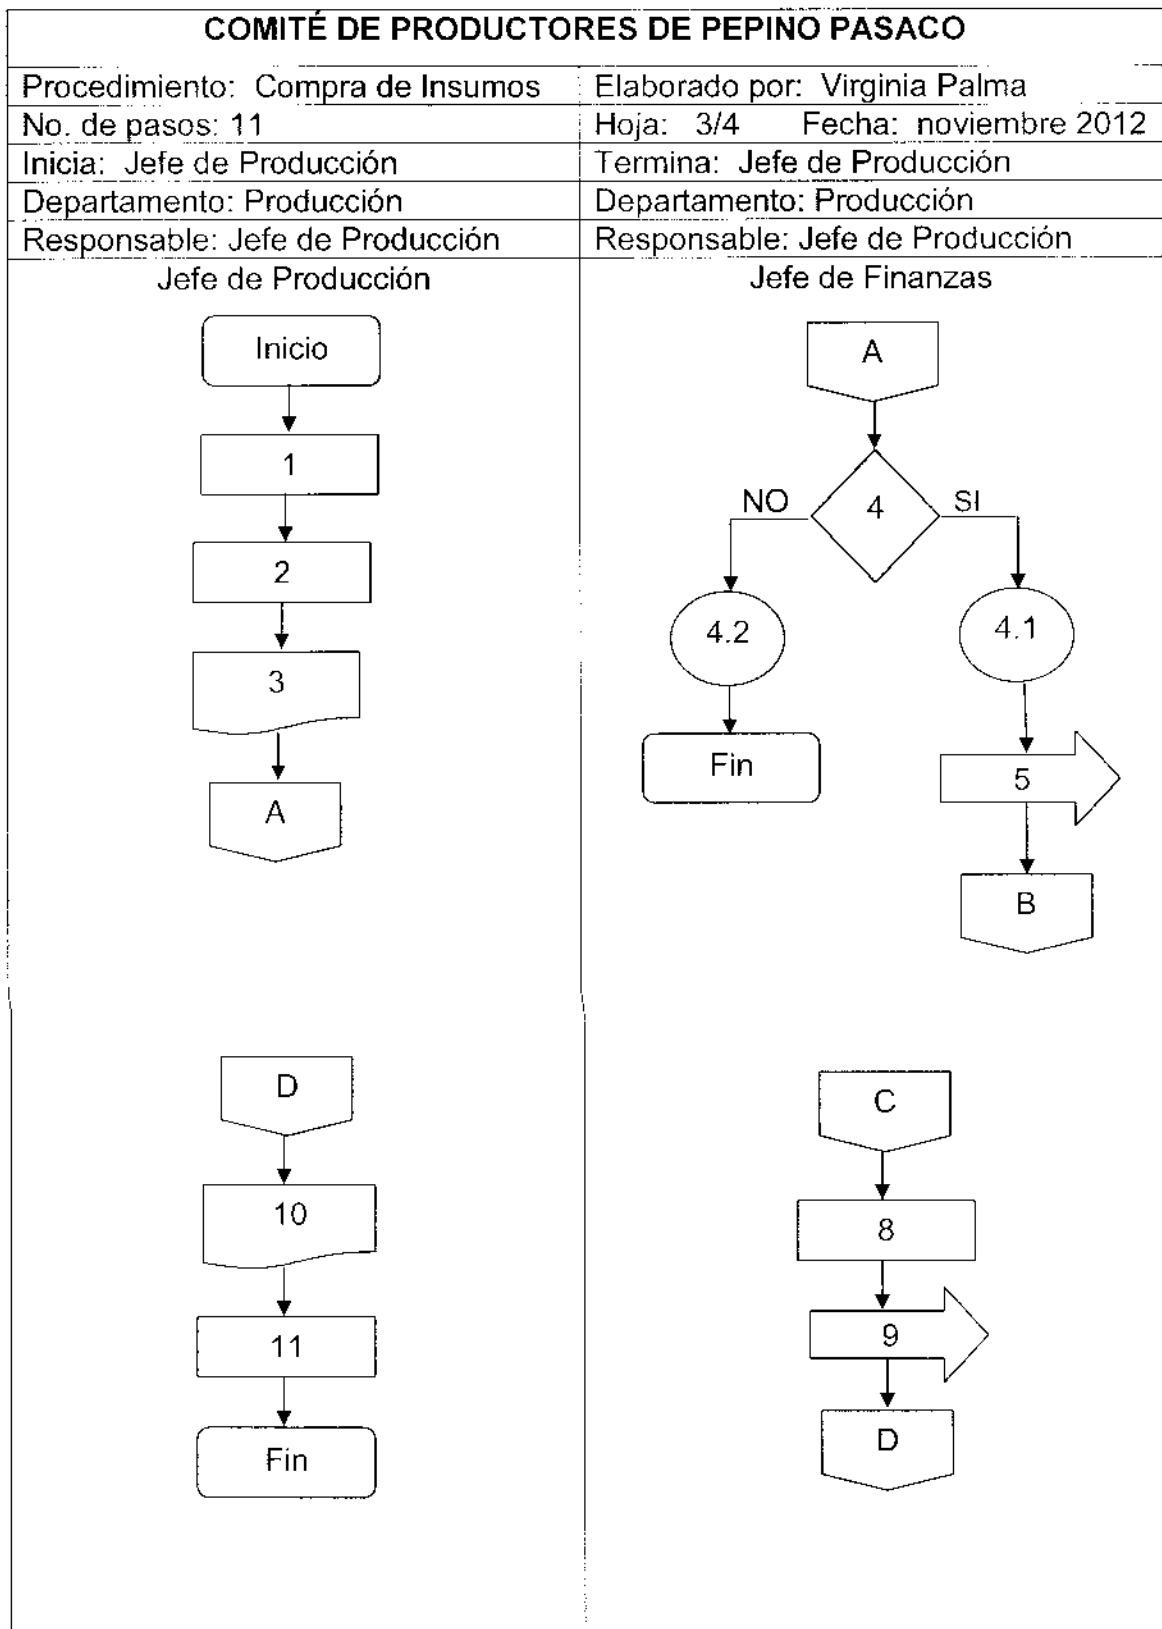 COMITÉ DE PRODUCTORES DE PEPINO PASACO
Procedimiento: Compra de Insumos
Elaborado por: Virginia Palma
No. de pasos: 11
Hoja: 3/4 Fecha: noviembre 2012
Inicia: Jefe de Producción
Termina: Jefe de Producción
Departamento: Producción
Departamento: Producción
Responsable: Jefe de Producción
Responsable: Jefe de Producción
Jefe de Producción
Inicio
1
2
3
A
Jefe de Finanzas
A
4
NO
SI
4.2
4.1
Fin
5
B
D
10
11
Fin
C
8
9
D